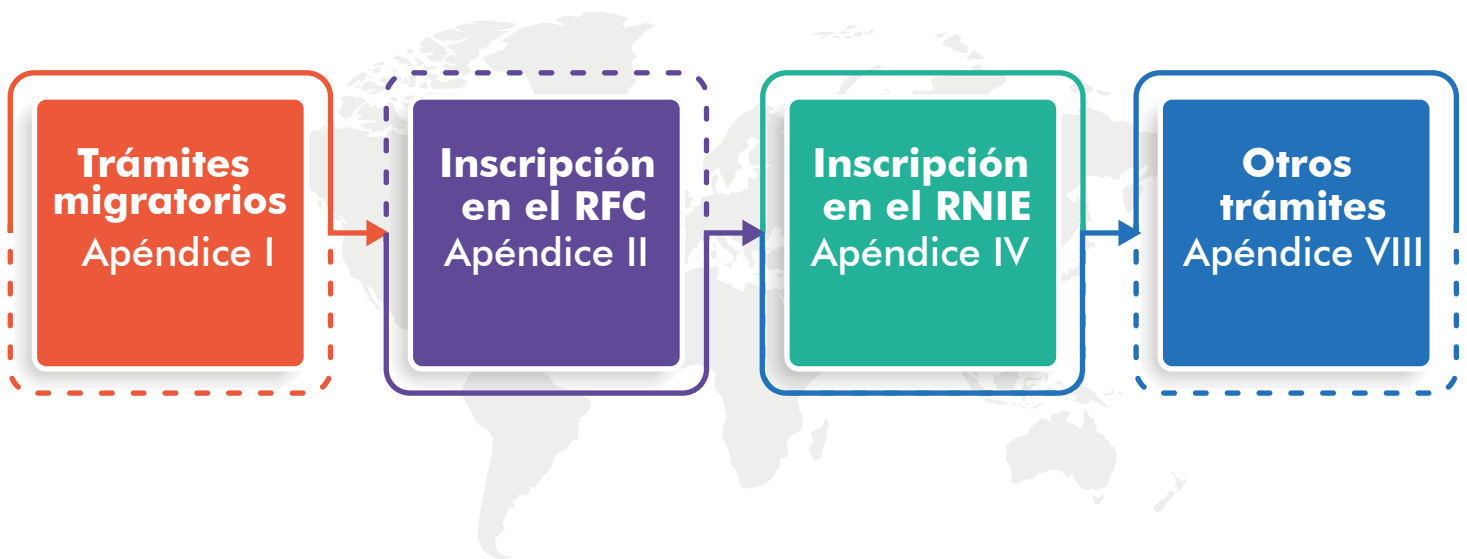 Trámites
migratorios
Apéndice I
Inscripción
en el RFC
Apéndice II
Inscripción
en el RNIE
Apéndice IV
Otros
trámites
Apéndice VIII